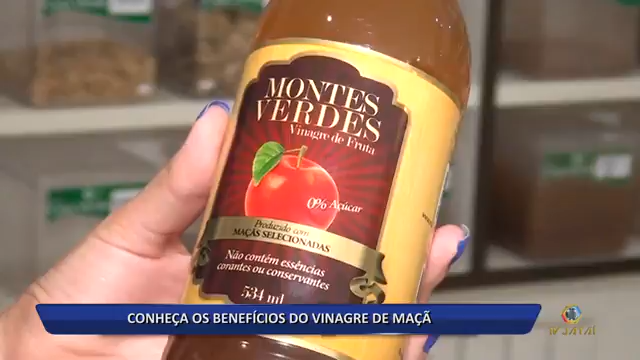 MONTES
VERDES
Vinagre de Fruta
0% Açúcar
Produzido com
MAÇÃS SELECIONADAS
Não contém essências
corantes ou conservantes
534 ml
CONHEÇA OS BENEFÍCIOS DO VINAGRE DE MAÇÃ